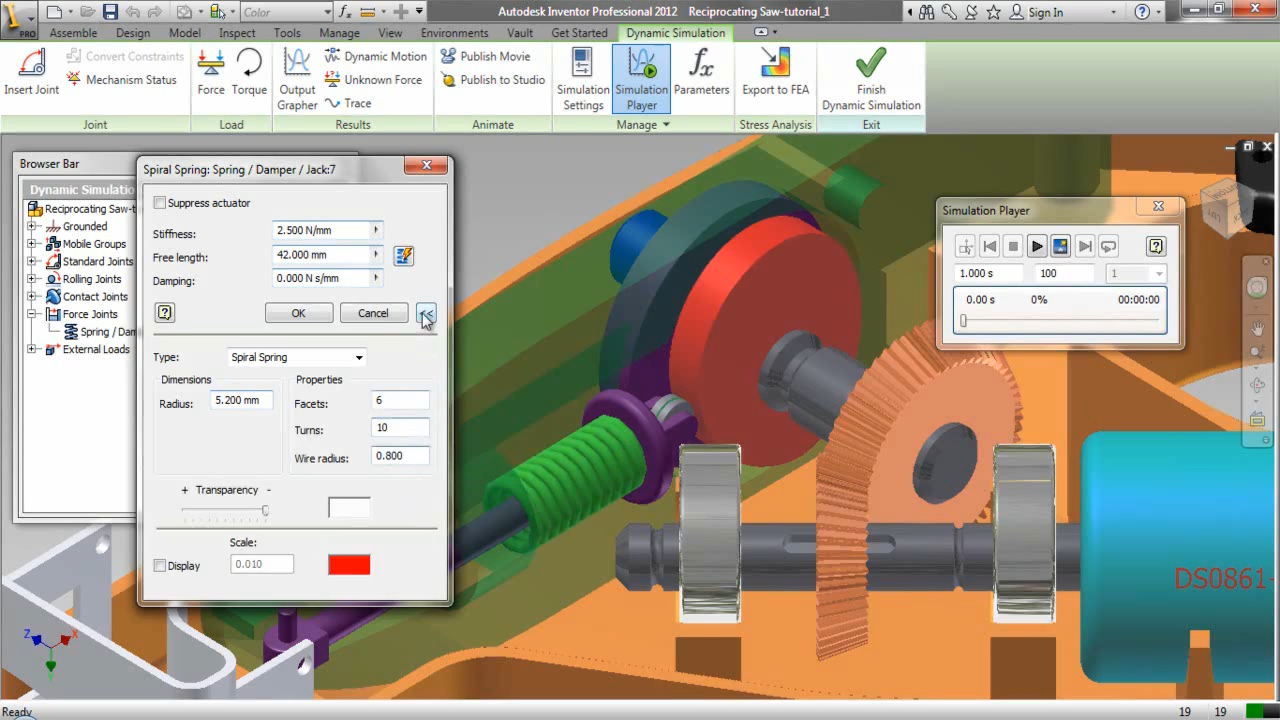 Color
Autodesk Inventor Professional 2012 Reciprocating Saw-tutorial_1
Sign In
PRO
Assemble Design Model Inspect Tools Manage View Environments Vault Get Started Dynamic Simulation
Insert Joint
Convert Constraints
Mechanism Status
Force Torque
Output Grapher
Dynamic Motion
Unknown Force
Trace
Publish Movie
Publish to Studio
Simulation Settings
Simulation Player
fx
Parameters
Export to FEA
Finish Dynamic Simulation
Joint Load Results Animate Manage Stress Analysis Exit
Browser Bar
Dynamic Simulatio
Reciprocating Saw-t
Grounded
Mobile Groups
Standard Joints
Rolling Joints
Contact Joints
Force Joints
Spring / Dam
External Loads
Spiral Spring: Spring / Damper / Jack:7
Suppress actuator
Stiffness: 2.500 N/mm
Free length: 42.000 mm
Damping: 0.000 N s/mm
OK Cancel <<
Type: Spiral Spring
Dimensions
Radius: 5.200 mm
Properties
Facets: 6
Turns: 10
Wire radius: 0.800
+ Transparency -
Scale:
Display 0.010
Simulation Player
1.000 s 100 1
0.00 s 0% 00:00:00
DS0861-
Z X
Ready
19 19